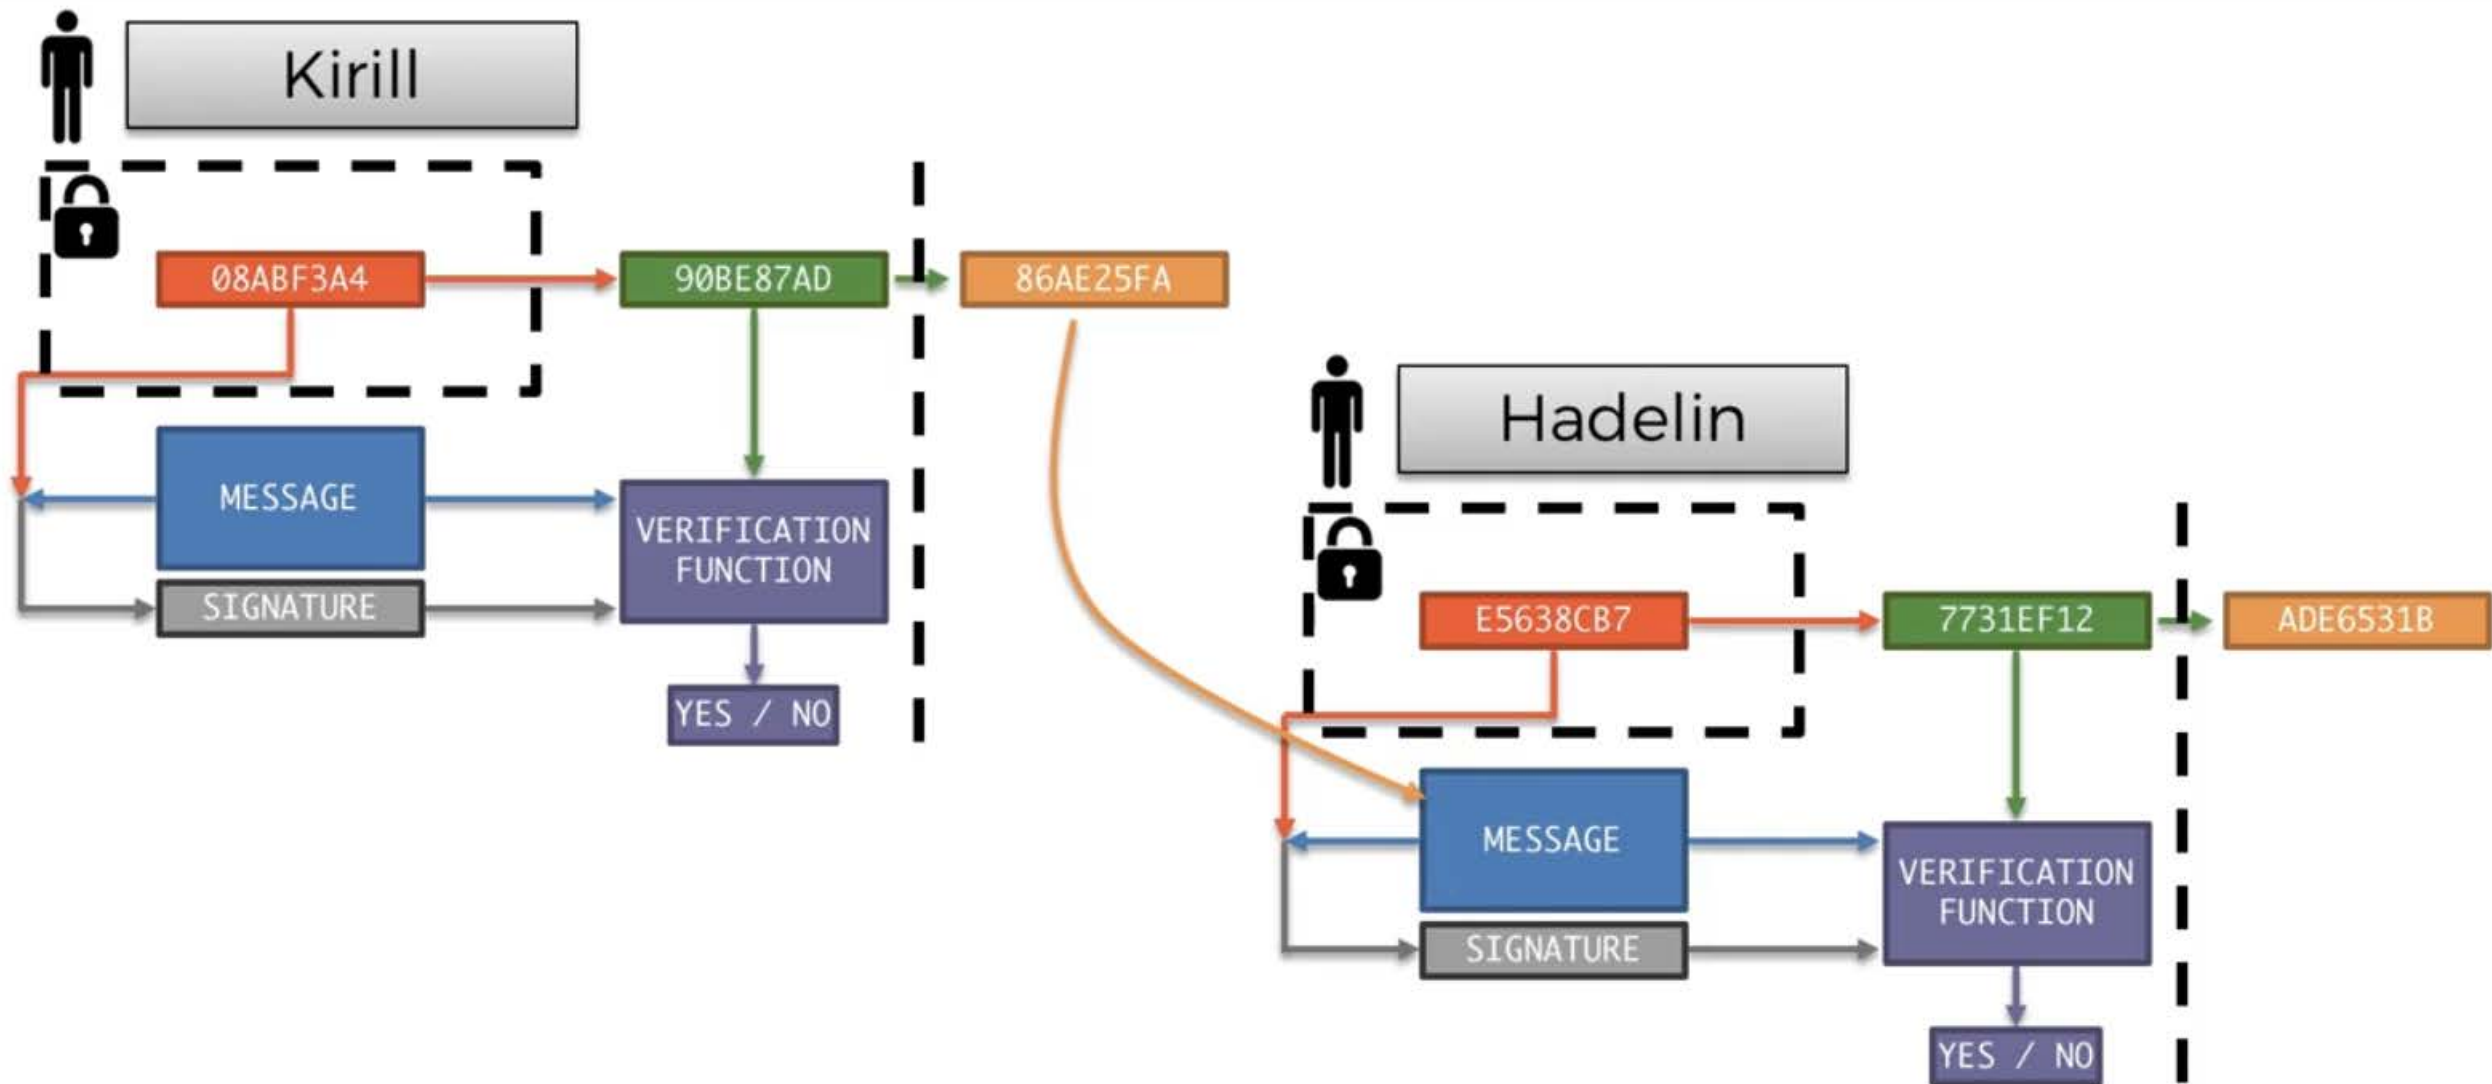 Kirill
08ABF3A4
90BE87AD
86AE25FA
MESSAGE
VERIFICATION
FUNCTION
SIGNATURE
YES / NO
Hadelin
E5638CB7
7731EF12
ADE6531B
MESSAGE
VERIFICATION
FUNCTION
SIGNATURE
YES / NO